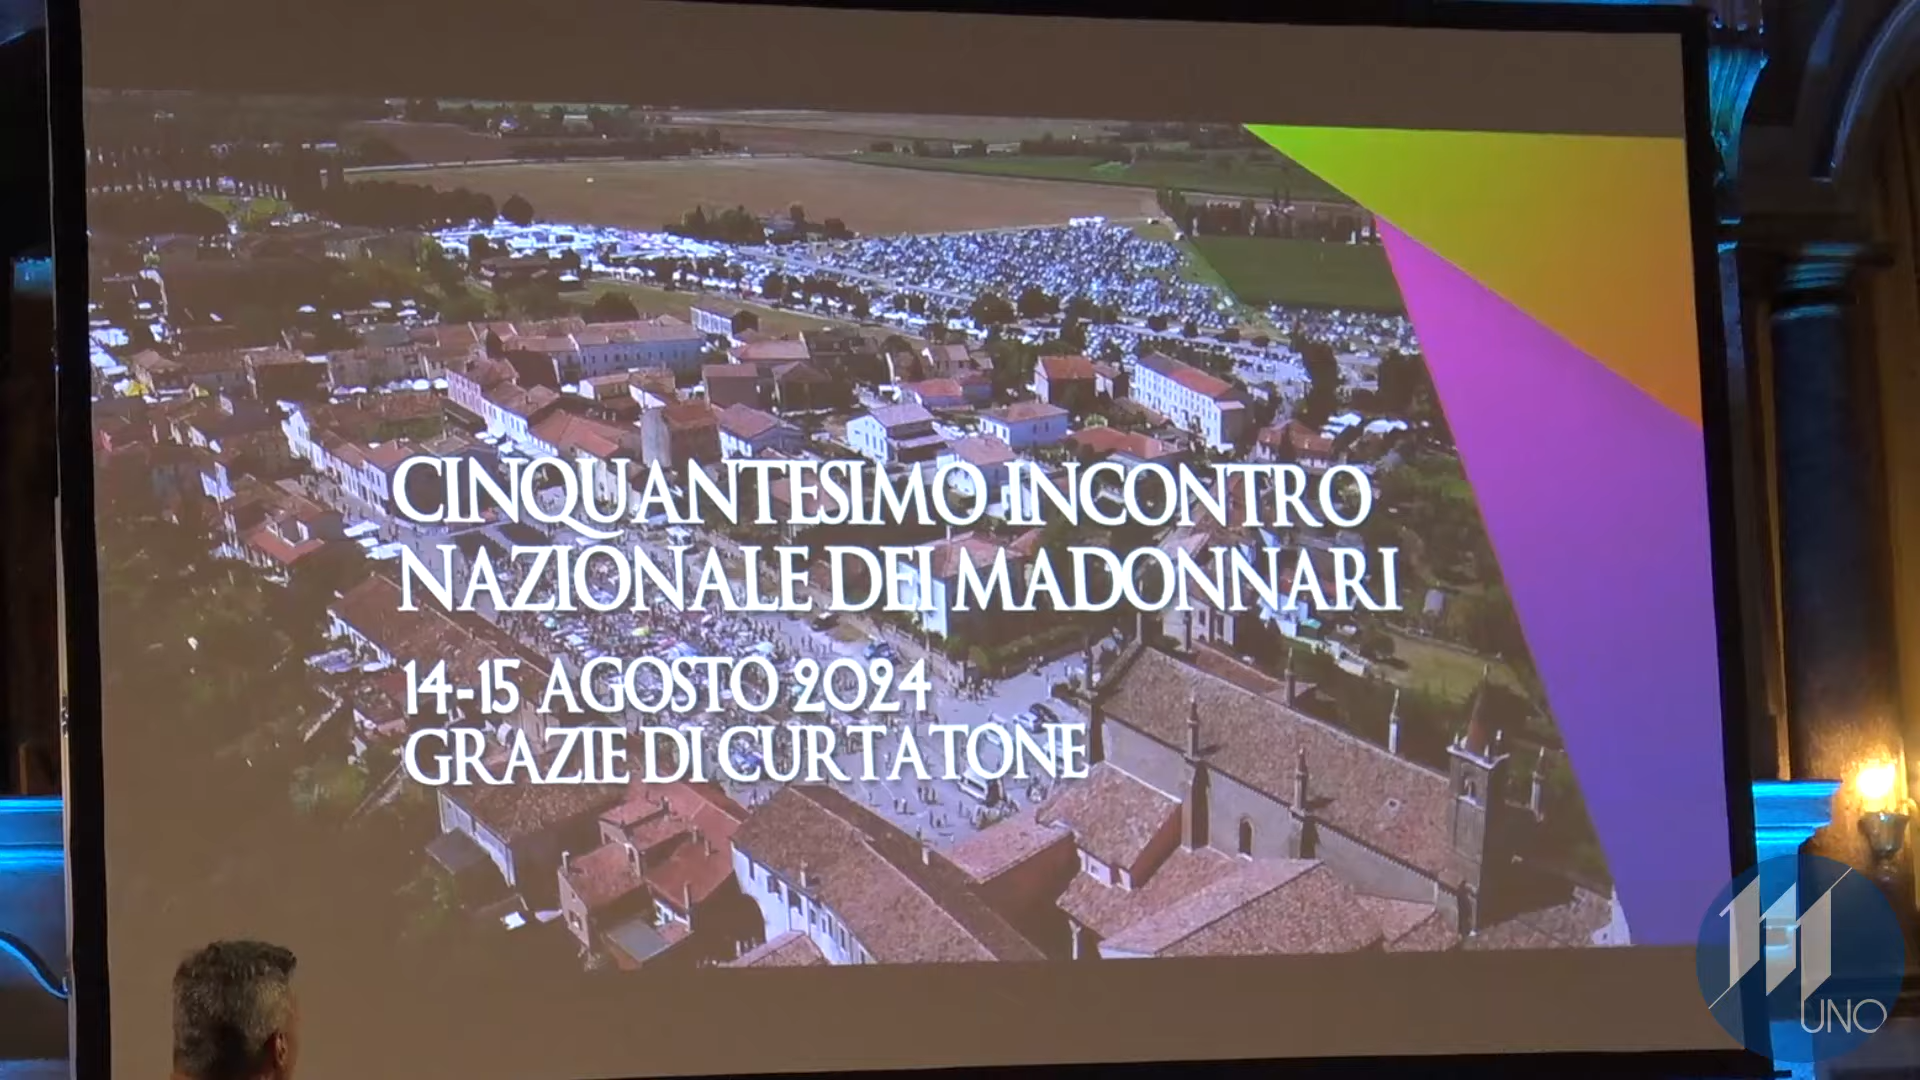 CINQUANTESIMO INCONTRO
NAZIONALE DEI MADONNARI
14-15 AGOSTO 2024
GRAZIE DI CURTATONE
UNO